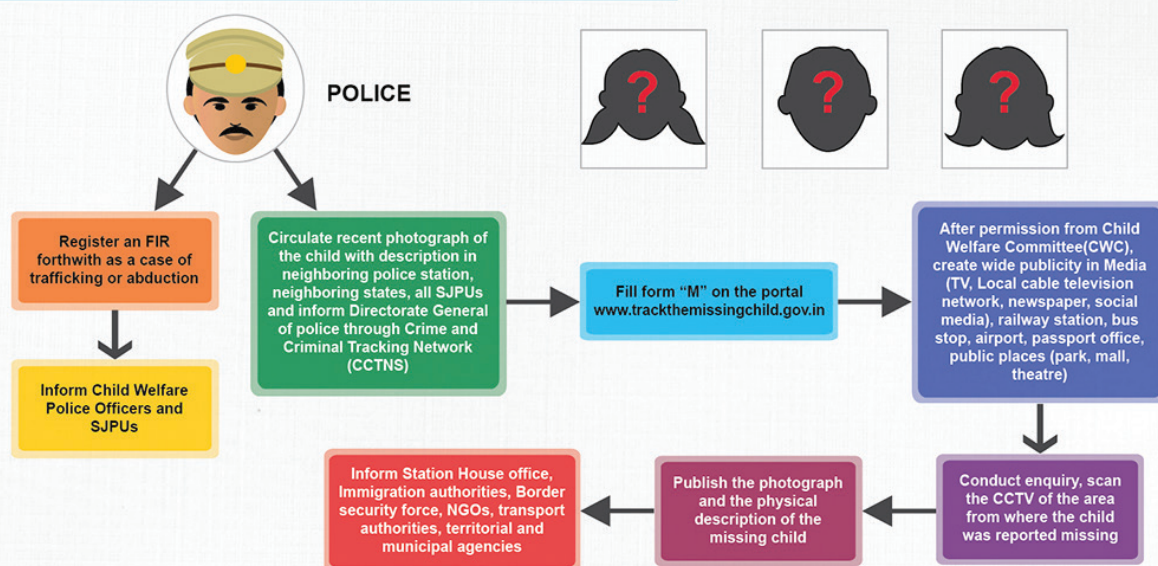 POLICE
?
?
?
Register an FIR
forthwith as a case of
trafficking or abduction
Inform Child Welfare
Police Officers and
SJPUs
Circulate recent photograph of
the child with description in
neighboring police station,
neighboring states, all SJPUs
and inform Directorate General
of police through Crime and
Criminal Tracking Network
(CCTNS)
Fill form “M” on the portal
www.trackthemissingchild.gov.in
After permission from Child
Welfare Committee(CWC),
create wide publicity in Media
(TV, Local cable television
network, newspaper, social
media), railway station, bus
stop, airport, passport office,
public places (park, mall,
theatre)
Conduct enquiry, scan
the CCTV of the area
from where the child
was reported missing
Publish the photograph
and the physical
description of the
missing child
Inform Station House office,
Immigration authorities, Border
security force, NGOs, transport
authorities, territorial and
municipal agencies